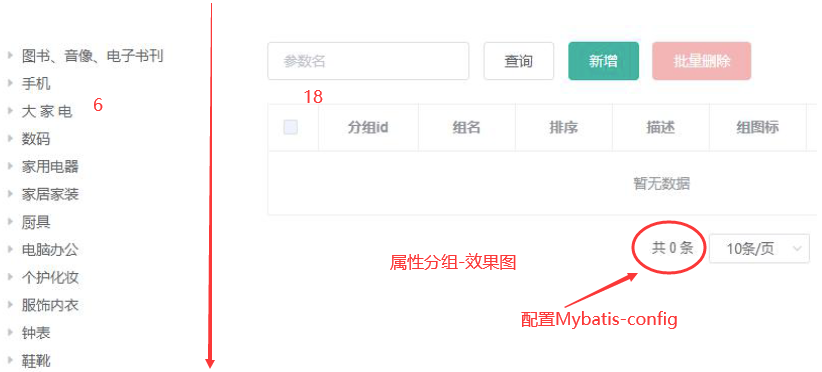 图书、音像、电子书刊
手机
大 家 电
6
数码
家用电器
家居家装
厨具
电脑办公
个护化妆
服饰内衣
钟表
鞋靴
参数名 查询 新增 批量删除
18
分组id 组名 排序 描述 组图标
暂无数据
共 0 条 10条/页
属性分组-效果图
配置Mybatis-config